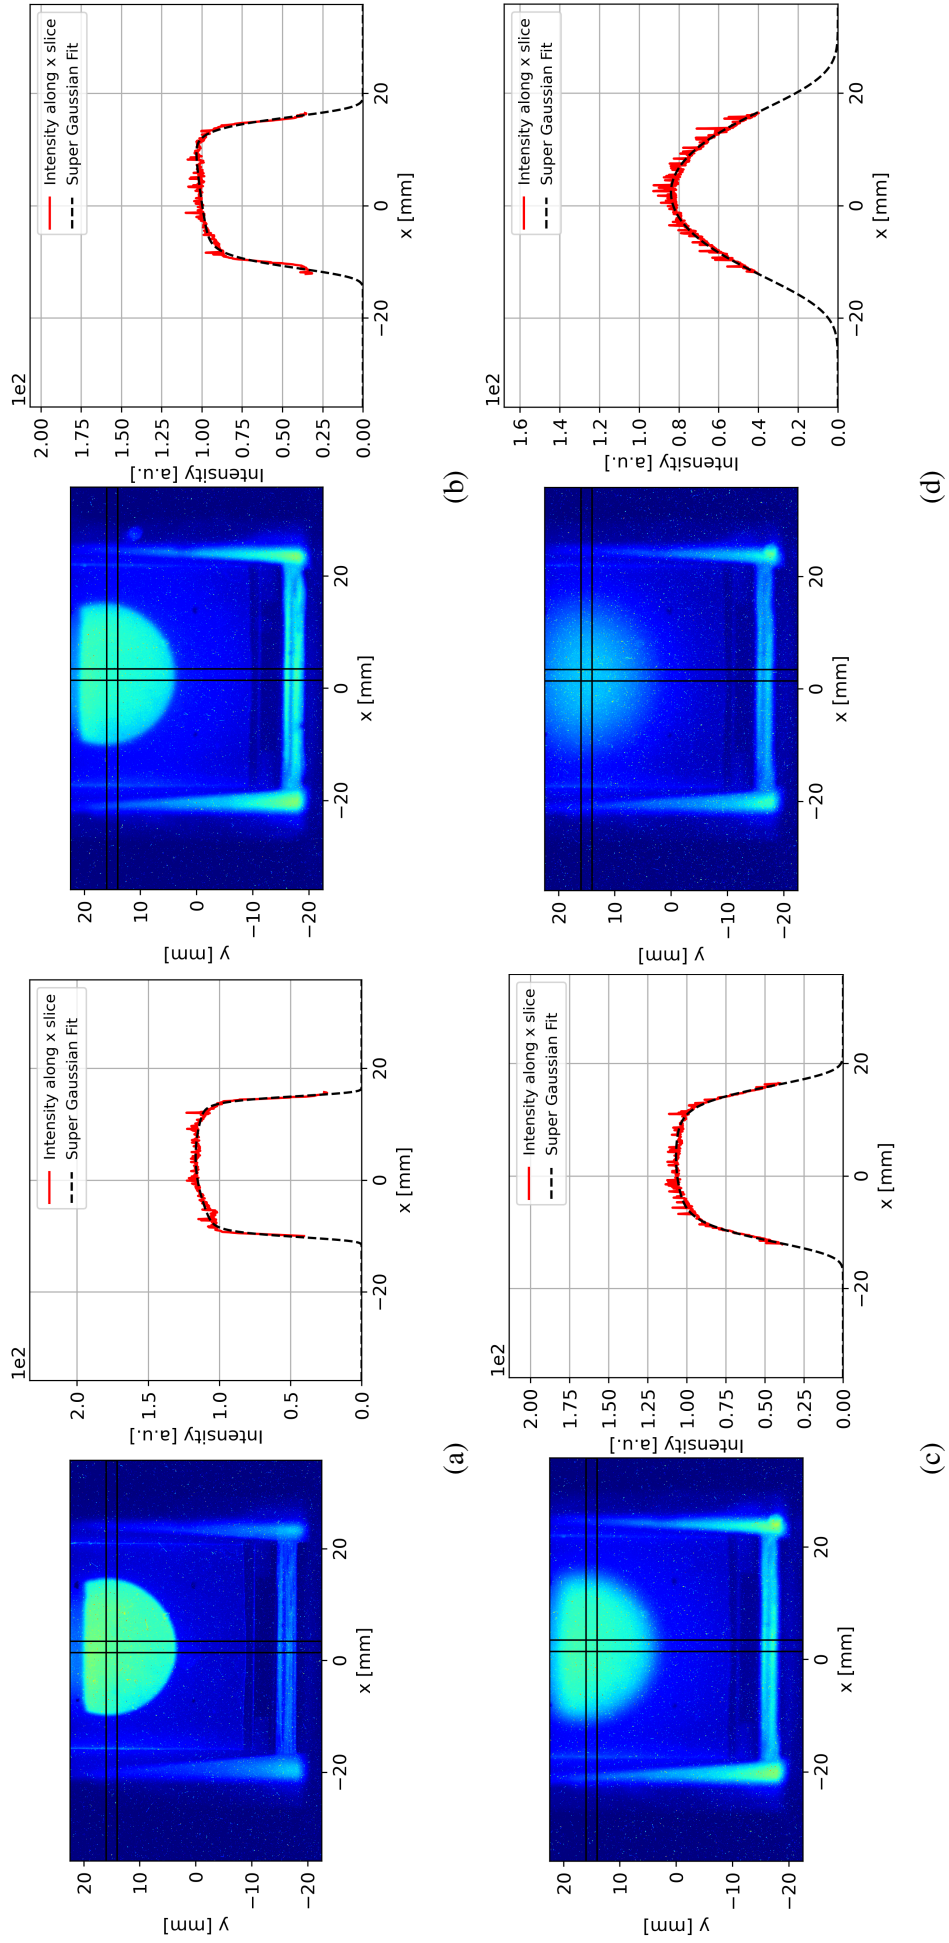 1e2
Intensity along x slice
Super Gaussian Fit
y [mm]
20
10
0
−10
−20
−20
0
20
x [mm]
Intensity [a.u.]
2.0
1.5
1.0
0.5
0.0
−20
0
20
x [mm]
(a)
1e2
Intensity along x slice
Super Gaussian Fit
y [mm]
20
10
0
−10
−20
−20
0
20
x [mm]
Intensity [a.u.]
2.00
1.75
1.50
1.25
1.00
0.75
0.50
0.25
0.00
−20
0
20
x [mm]
(b)
1e2
Intensity along x slice
Super Gaussian Fit
y [mm]
20
10
0
−10
−20
−20
0
20
x [mm]
Intensity [a.u.]
2.00
1.75
1.50
1.25
1.00
0.75
0.50
0.25
0.00
−20
0
20
x [mm]
(c)
1e2
Intensity along x slice
Super Gaussian Fit
y [mm]
20
10
0
−10
−20
−20
0
20
x [mm]
Intensity [a.u.]
1.6
1.4
1.2
1.0
0.8
0.6
0.4
0.2
0.0
−20
0
20
x [mm]
(d)